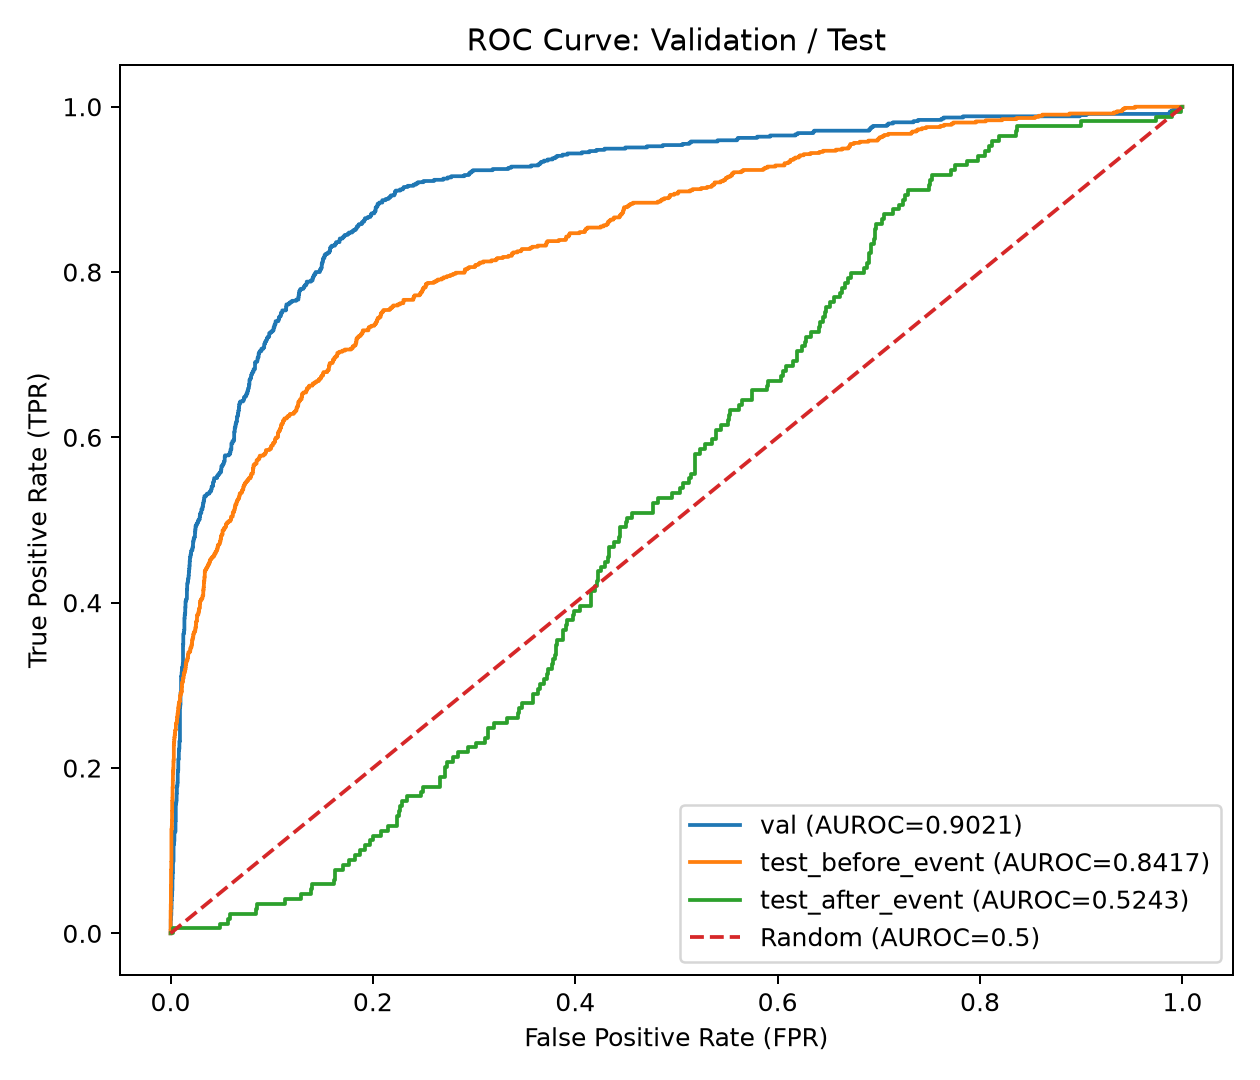 ROC Curve: Validation / Test
True Positive Rate (TPR)
1.0
0.8
0.6
0.4
0.2
0.0
val (AUROC=0.9021)
test_before_event (AUROC=0.8417)
test_after_event (AUROC=0.5243)
Random (AUROC=0.5)
0.0 0.2 0.4 0.6 0.8 1.0
False Positive Rate (FPR)